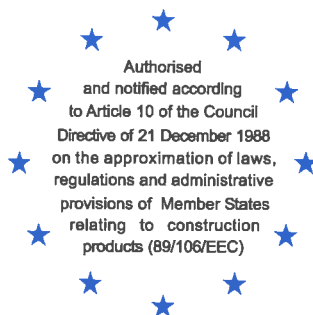 Authorised
and notified according
to Article 10 of the Council
Directive of 21 December 1988
on the approximation of laws,
regulations and administrative
provisions of Member States
relating to construction
products (89/106/EEC)